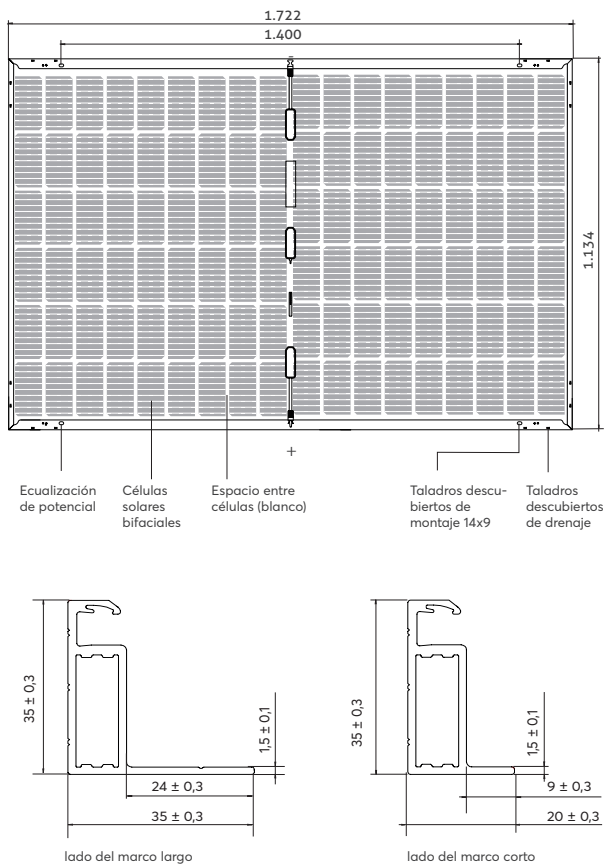 1.722
1.400
1.134
+
Ecualización
de potencial
Células
solares
bifaciales
Espacio entre
células (blanco)
Taladros descu-
biertos de
montaje 14x9
Taladros
descubiertos
de drenaje
35 ± 0,3
1,5 ± 0,1
24 ± 0,3
35 ± 0,3
lado del marco largo
35 ± 0,3
1,5 ± 0,1
9 ± 0,3
20 ± 0,3
lado del marco corto